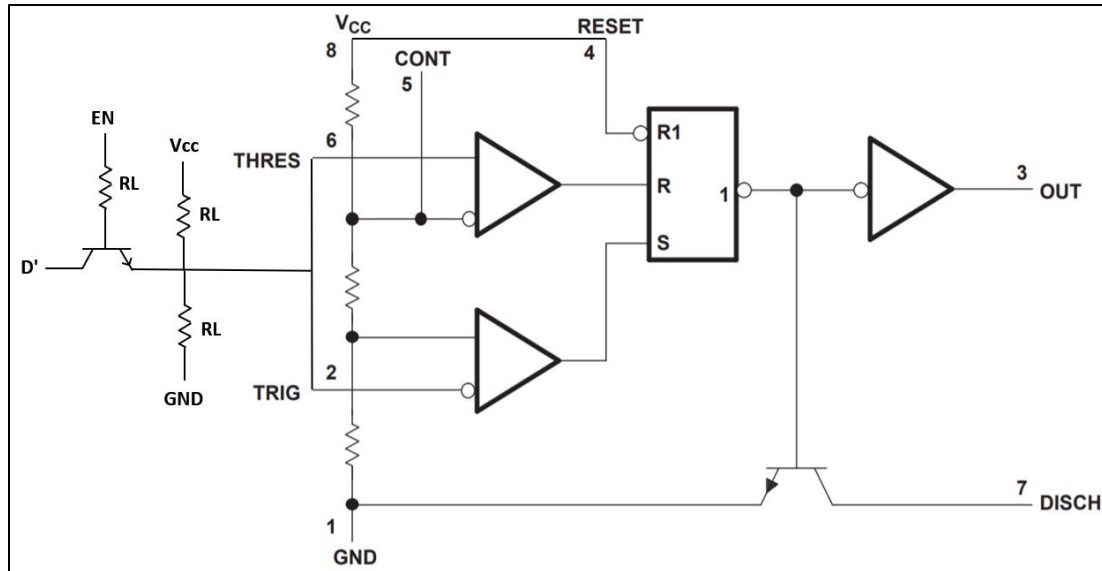 VCC
8
RESET
4
CONT
5
EN
RL
Vcc
RL
D'
RL
GND
6
THRES
2
TRIG
R1
R
S
1
3
OUT
7
DISCH
1
GND